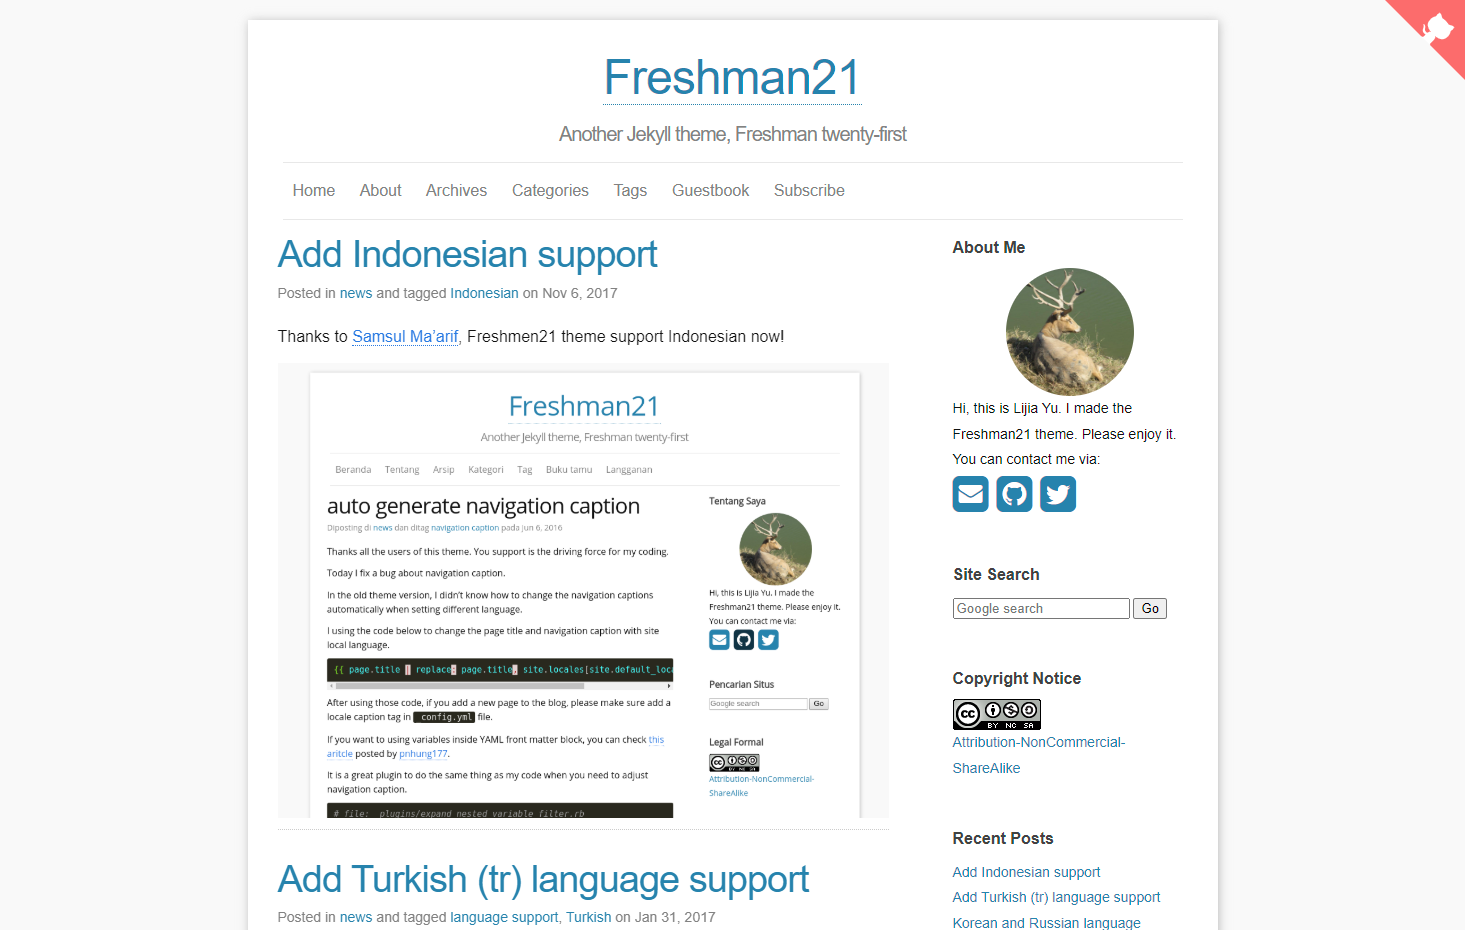 Freshman21
Another Jekyll theme, Freshman twenty-first
Home About Archives Categories Tags Guestbook Subscribe
Add Indonesian support
Posted in news and tagged Indonesian on Nov 6, 2017
Thanks to Samsul Ma’arif, Freshmen21 theme support Indonesian now!
Freshman21
Another Jekyll theme, Freshman twenty-first
Beranda Tentang Arsip Kategori Tag Buku tamu Langganan
auto generate navigation caption
Diposting di news dan ditag navigation caption pada Jun 6, 2016
Thanks all the users of this theme. You support is the driving force for my coding.
Today I fix a bug about navigation caption.
In the old theme version, I didn’t know how to change the navigation captions
automatically when setting different language.
I using the code below to change the page title and navigation caption with site
local language.
{{ page.title | replace: page.title, site.locales[site.default_loca
After using those code, if you add a new page to the blog, please make sure add a
locale caption tag in _config.yml file.
If you want to using variables inside YAML front matter block, you can check this
aritcle posted by pnhung177.
It is a great plugin to do the same thing as my code when you need to adjust
navigation caption.
# file: _plugins/expand_nested_variable_filter.rb
Tentang Saya
Hi, this is Lijia Yu. I made the
Freshman21 theme. Please enjoy it.
You can contact me via:
Pencarian Situs
Google search Go
Legal Formal
CC BY NC SA
Attribution-NonCommercial-
ShareAlike
Add Turkish (tr) language support
Posted in news and tagged language support, Turkish on Jan 31, 2017
About Me
Hi, this is Lijia Yu. I made the
Freshman21 theme. Please enjoy it.
You can contact me via:
Site Search
Google search Go
Copyright Notice
CC BY NC SA
Attribution-NonCommercial-
ShareAlike
Recent Posts
Add Indonesian support
Add Turkish (tr) language support
Korean and Russian language